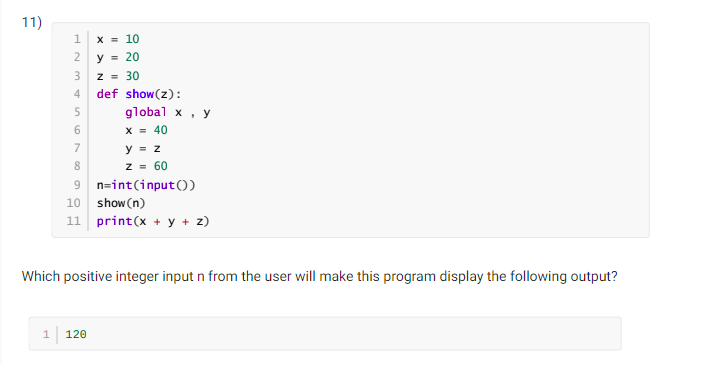 11)
1 x = 10
2 y = 20
3 z = 30
4 def show(z):
5     global x , y
6     x = 40
7     y = z
8     z = 60
9 n=int(input())
10 show(n)
11 print(x + y + z)
Which positive integer input n from the user will make this program display the following output?
1 120